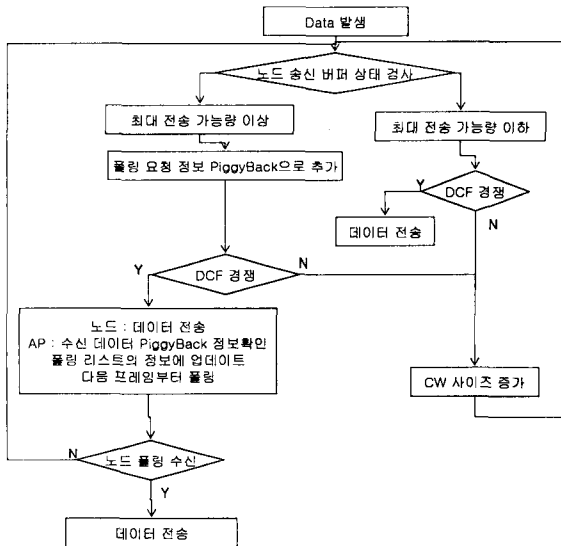 Data 발생
노드 송신 버퍼 상태 검사
최대 전송 가능량 이상
최대 전송 가능량 이하
폴링 요청 정보 PiggyBack으로 추가
Y
DCF 경쟁
데이터 전송
N
Y
DCF 경쟁
N
노드 : 데이터 전송
AP : 수신 데이터 PiggyBack 정보확인
폴링 리스트의 정보에 업데이트
다음 프레임부터 폴링
CW 사이즈 증가
N
노드 폴링 수신
Y
데이터 전송